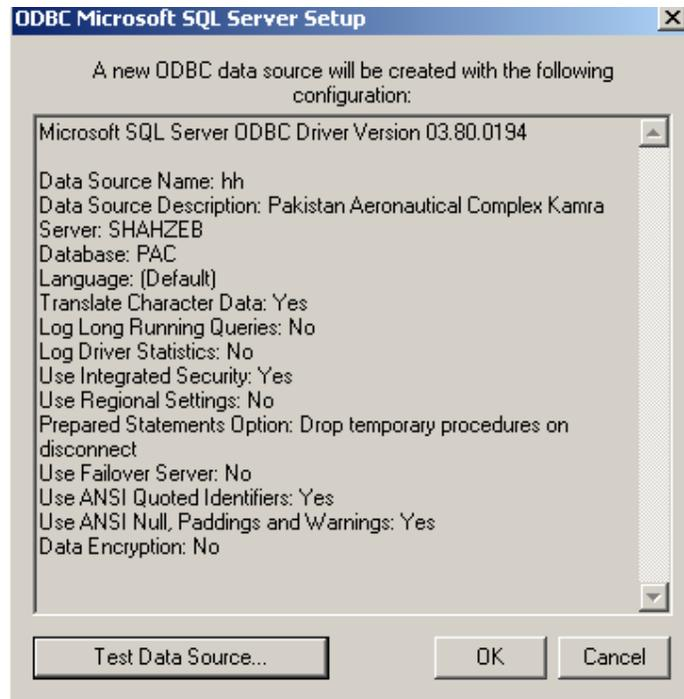 ODBC Microsoft SQL Server Setup
A new ODBC data source will be created with the following
configuration:
Microsoft SQL Server ODBC Driver Version 03.80.0194
Data Source Name: hh
Data Source Description: Pakistan Aeronautical Complex Kamra
Server: SHAHZEB
Database: PAC
Language: (Default)
Translate Character Data: Yes
Log Long Running Queries: No
Log Driver Statistics: No
Use Integrated Security: Yes
Use Regional Settings: No
Prepared Statements Option: Drop temporary procedures on
disconnect
Use Failover Server: No
Use ANSI Quoted Identifiers: Yes
Use ANSI Null, Paddings and Warnings: Yes
Data Encryption: No
Test Data Source... OK Cancel